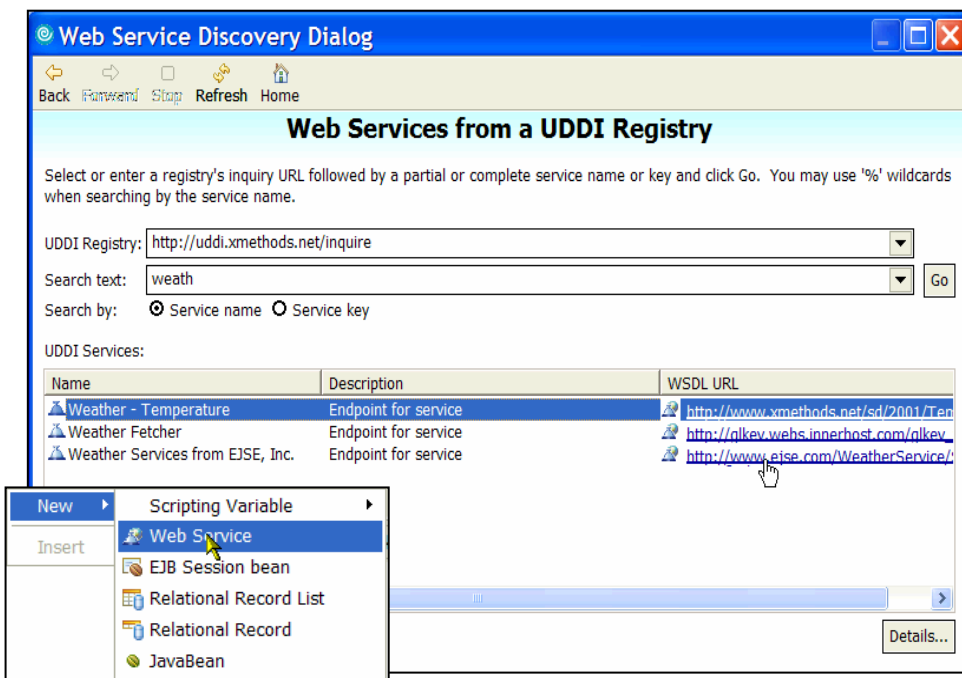 Web Service Discovery Dialog
Back Forward Stop Refresh Home
Web Services from a UDDI Registry
Select or enter a registry's inquiry URL followed by a partial or complete service name or key and click Go. You may use '%' wildcards
when searching by the service name.
UDDI Registry: http://uddi.xmethods.net/inquire
Search text: weath Go
Search by: Service name Service key
UDDI Services:
Name Description WSDL URL
Weather - Temperature Endpoint for service http://www.xmethods.net/sd/2001/Tem
Weather Fetcher Endpoint for service http://glkev.webs.innerhost.com/glkev_
Weather Services from EJSE, Inc. Endpoint for service http://www.ejse.com/WeatherService/
New Scripting Variable
Web Service
Insert
EJB Session bean
Relational Record List
Relational Record
Details...
JavaBean